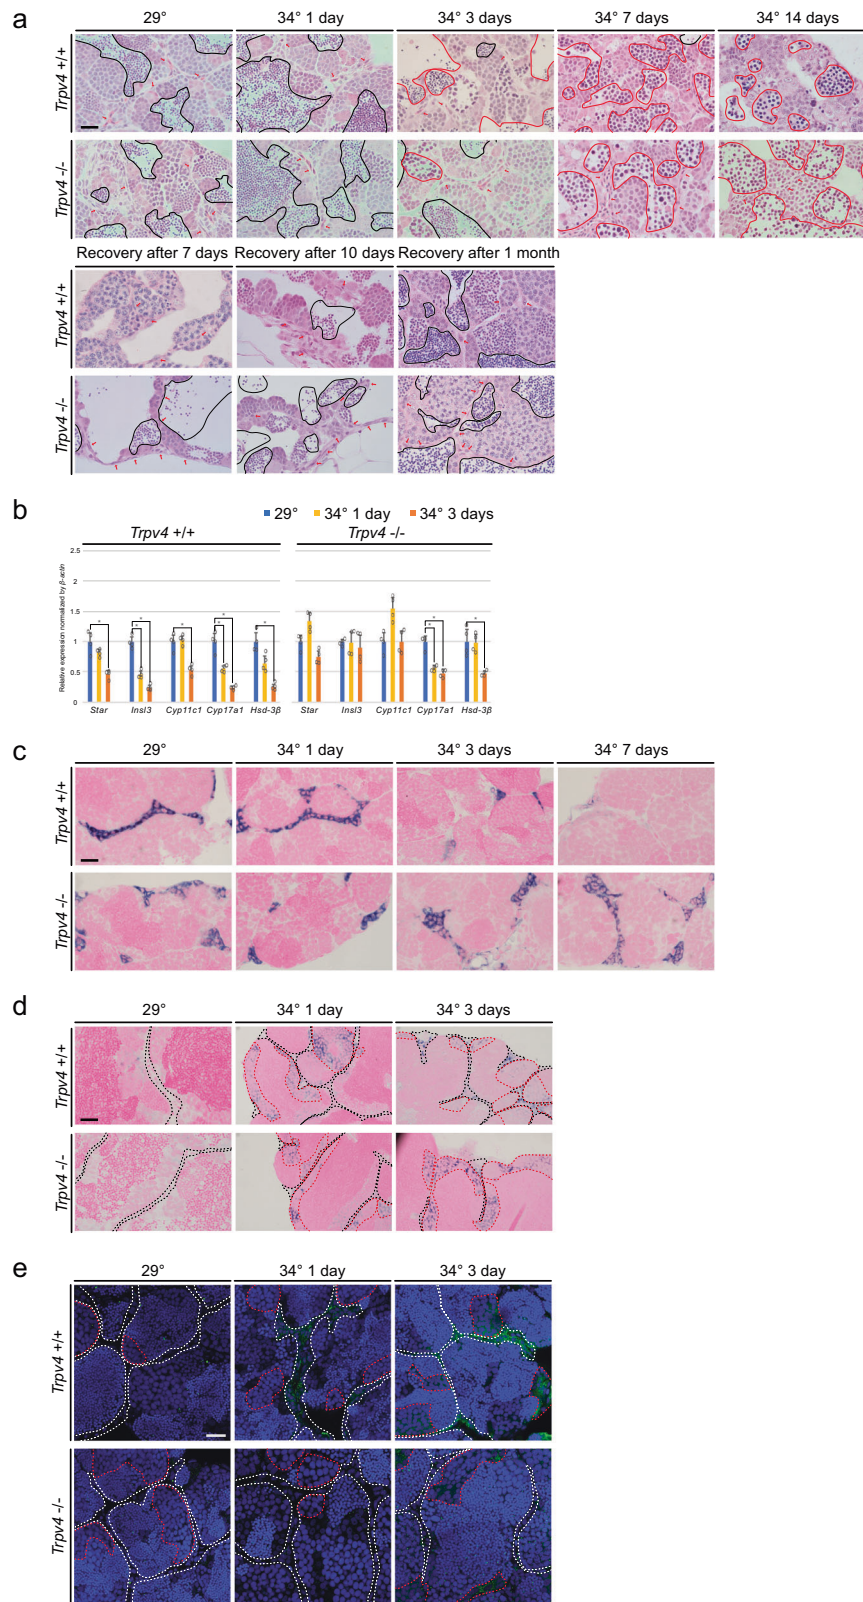 a
29°
34° 1 day
34° 3 days
34° 7 days
34° 14 days
Trpv4 +/+
Trpv4 -/-
Recovery after 7 days
Recovery after 10 days
Recovery after 1 month
Trpv4 +/+
Trpv4 -/-
b
29° 34° 1 day 34° 3 days
Trpv4 +/+
Trpv4 -/-
Relative expression normalized by β-actin
2.5
2
1.5
1
0.5
0
* * * * * * * * *
Star Insl3 Cyp11c1 Cyp17a1 Hsd-3β
Star Insl3 Cyp11c1 Cyp17a1 Hsd-3β
c
29°
34° 1 day
34° 3 days
34° 7 days
Trpv4 +/+
Trpv4 -/-
d
29°
34° 1 day
34° 3 days
Trpv4 +/+
Trpv4 -/-
e
29°
34° 1 day
34° 3 day
Trpv4 +/+
Trpv4 -/-